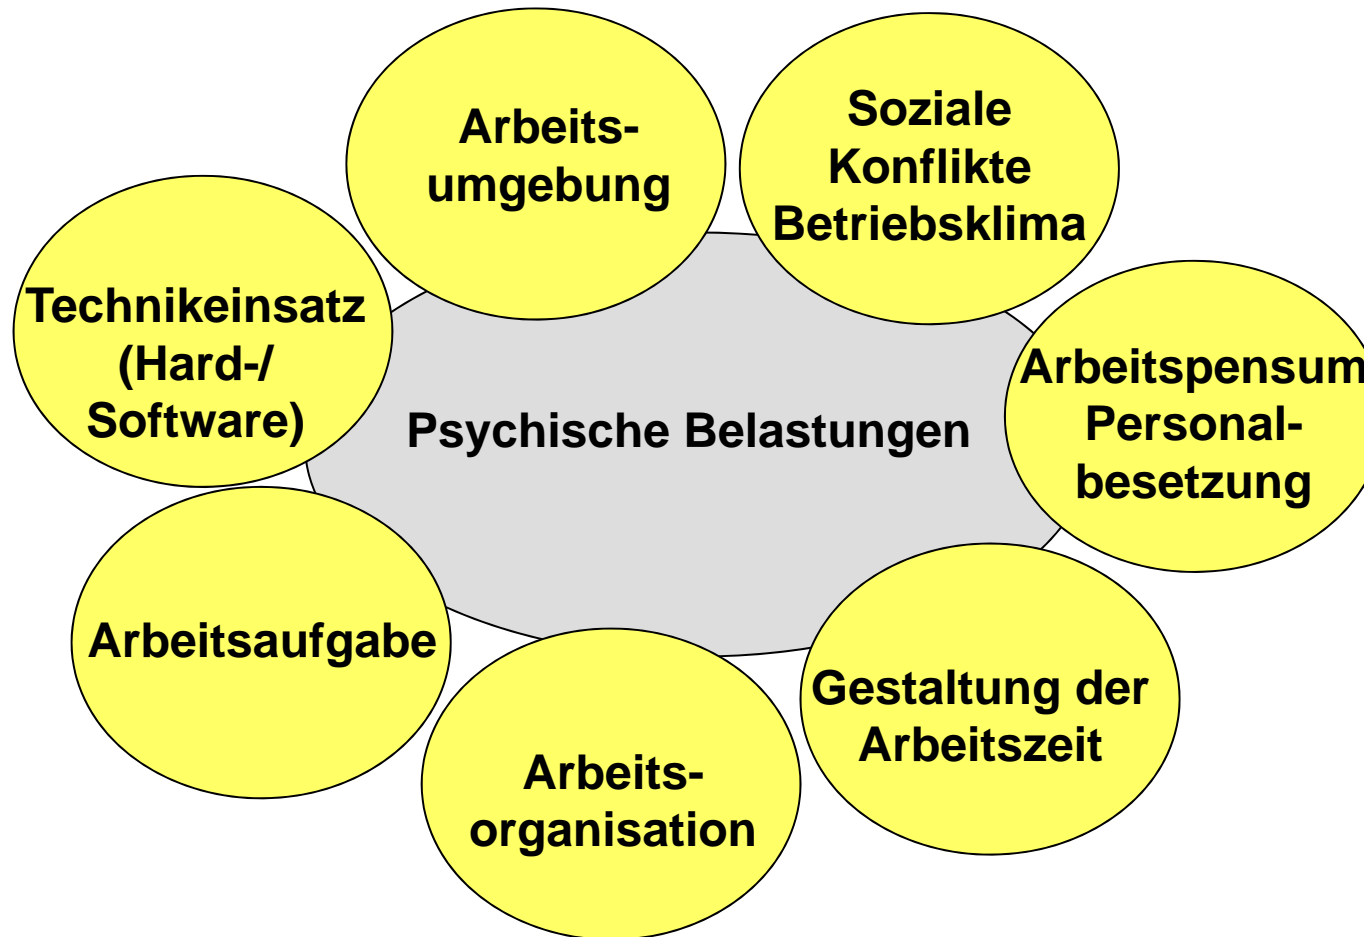 Arbeits-
umgebung
Soziale
Konflikte
Betriebsklima
Technikeinsatz
(Hard-/
Software)
Arbeitspensum
Personal-
besetzung
Psychische Belastungen
Arbeitsaufgabe
Gestaltung der
Arbeitszeit
Arbeits-
organisation